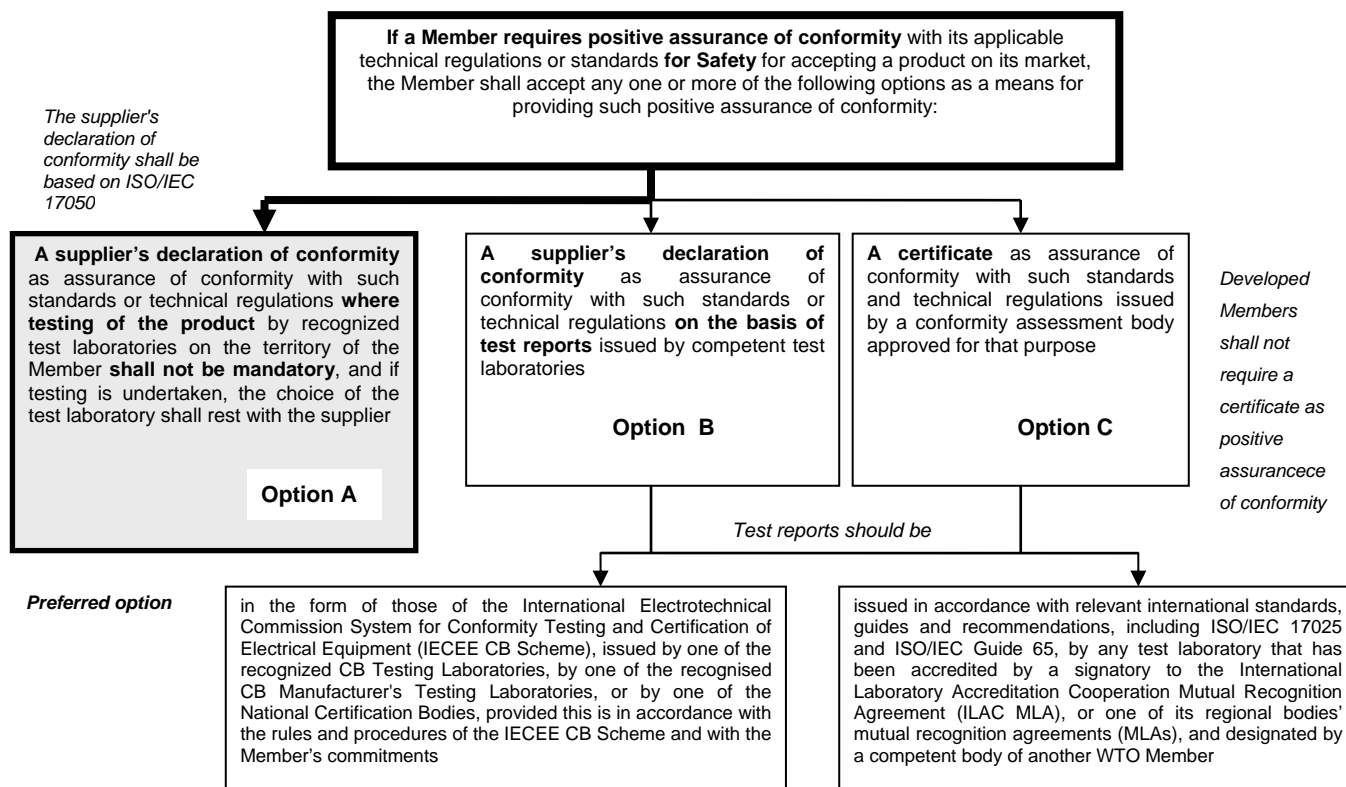 If a Member requires positive assurance of conformity with its applicable
technical regulations or standards for Safety for accepting a product on its market,
the Member shall accept any one or more of the following options as a means for
providing such positive assurance of conformity:
The supplier's
declaration of
conformity shall be
based on ISO/IEC
17050
A supplier's declaration of conformity
as assurance of conformity with such
standards or technical regulations where
testing of the product by recognized
test laboratories on the territory of the
Member shall not be mandatory, and if
testing is undertaken, the choice of the
test laboratory shall rest with the supplier
Option A
A supplier's declaration of
conformity as assurance of
conformity with such standards or
technical regulations on the basis of
test reports issued by competent test
laboratories
Option B
A certificate as assurance of
conformity with such standards
and technical regulations issued
by a conformity assessment body
approved for that purpose
Option C
Developed
Members
shall not
require a
certificate as
positive
assurancece
of conformity
Test reports should be
Preferred option
in the form of those of the International Electrotechnical
Commission System for Conformity Testing and Certification of
Electrical Equipment (IECEE CB Scheme), issued by one of the
recognized CB Testing Laboratories, by one of the recognised
CB Manufacturer's Testing Laboratories, or by one of the
National Certification Bodies, provided this is in accordance with
the rules and procedures of the IECEE CB Scheme and with the
Member's commitments
issued in accordance with relevant international standards,
guides and recommendations, including ISO/IEC 17025
and ISO/IEC Guide 65, by any test laboratory that has
been accredited by a signatory to the International
Laboratory Accreditation Cooperation Mutual Recognition
Agreement (ILAC MLA), or one of its regional bodies'
mutual recognition agreements (MLAs), and designated by
a competent body of another WTO Member